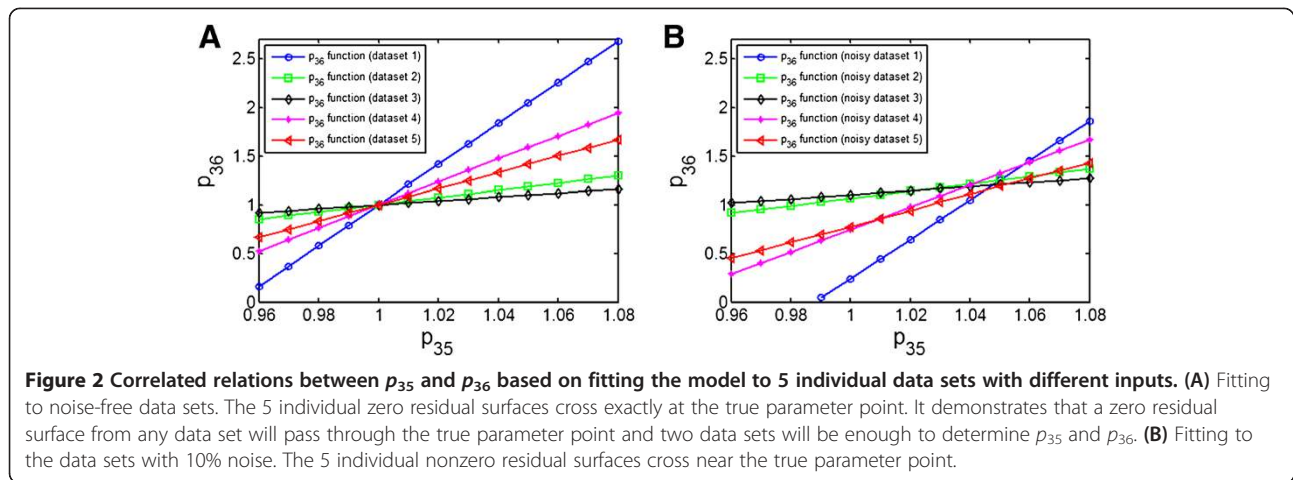 A
p36 function (dataset 1)
p36 function (dataset 2)
p36 function (dataset 3)
p36 function (dataset 4)
p36 function (dataset 5)
2.5
2
1.5
1
0.5
0
p36
0.96 0.98 1 1.02 1.04 1.06 1.08
p35
B
p36 function (noisy dataset 1)
p36 function (noisy dataset 2)
p36 function (noisy dataset 3)
p36 function (noisy dataset 4)
p36 function (noisy dataset 5)
2.5
2
1.5
1
0.5
0
p36
0.96 0.98 1 1.02 1.04 1.06 1.08
p35
Figure 2 Correlated relations between p35 and p36 based on fitting the model to 5 individual data sets with different inputs. (A) Fitting
to noise-free data sets. The 5 individual zero residual surfaces cross exactly at the true parameter point. It demonstrates that a zero residual
surface from any data set will pass through the true parameter point and two data sets will be enough to determine p35 and p36. (B) Fitting to
the data sets with 10% noise. The 5 individual nonzero residual surfaces cross near the true parameter point.